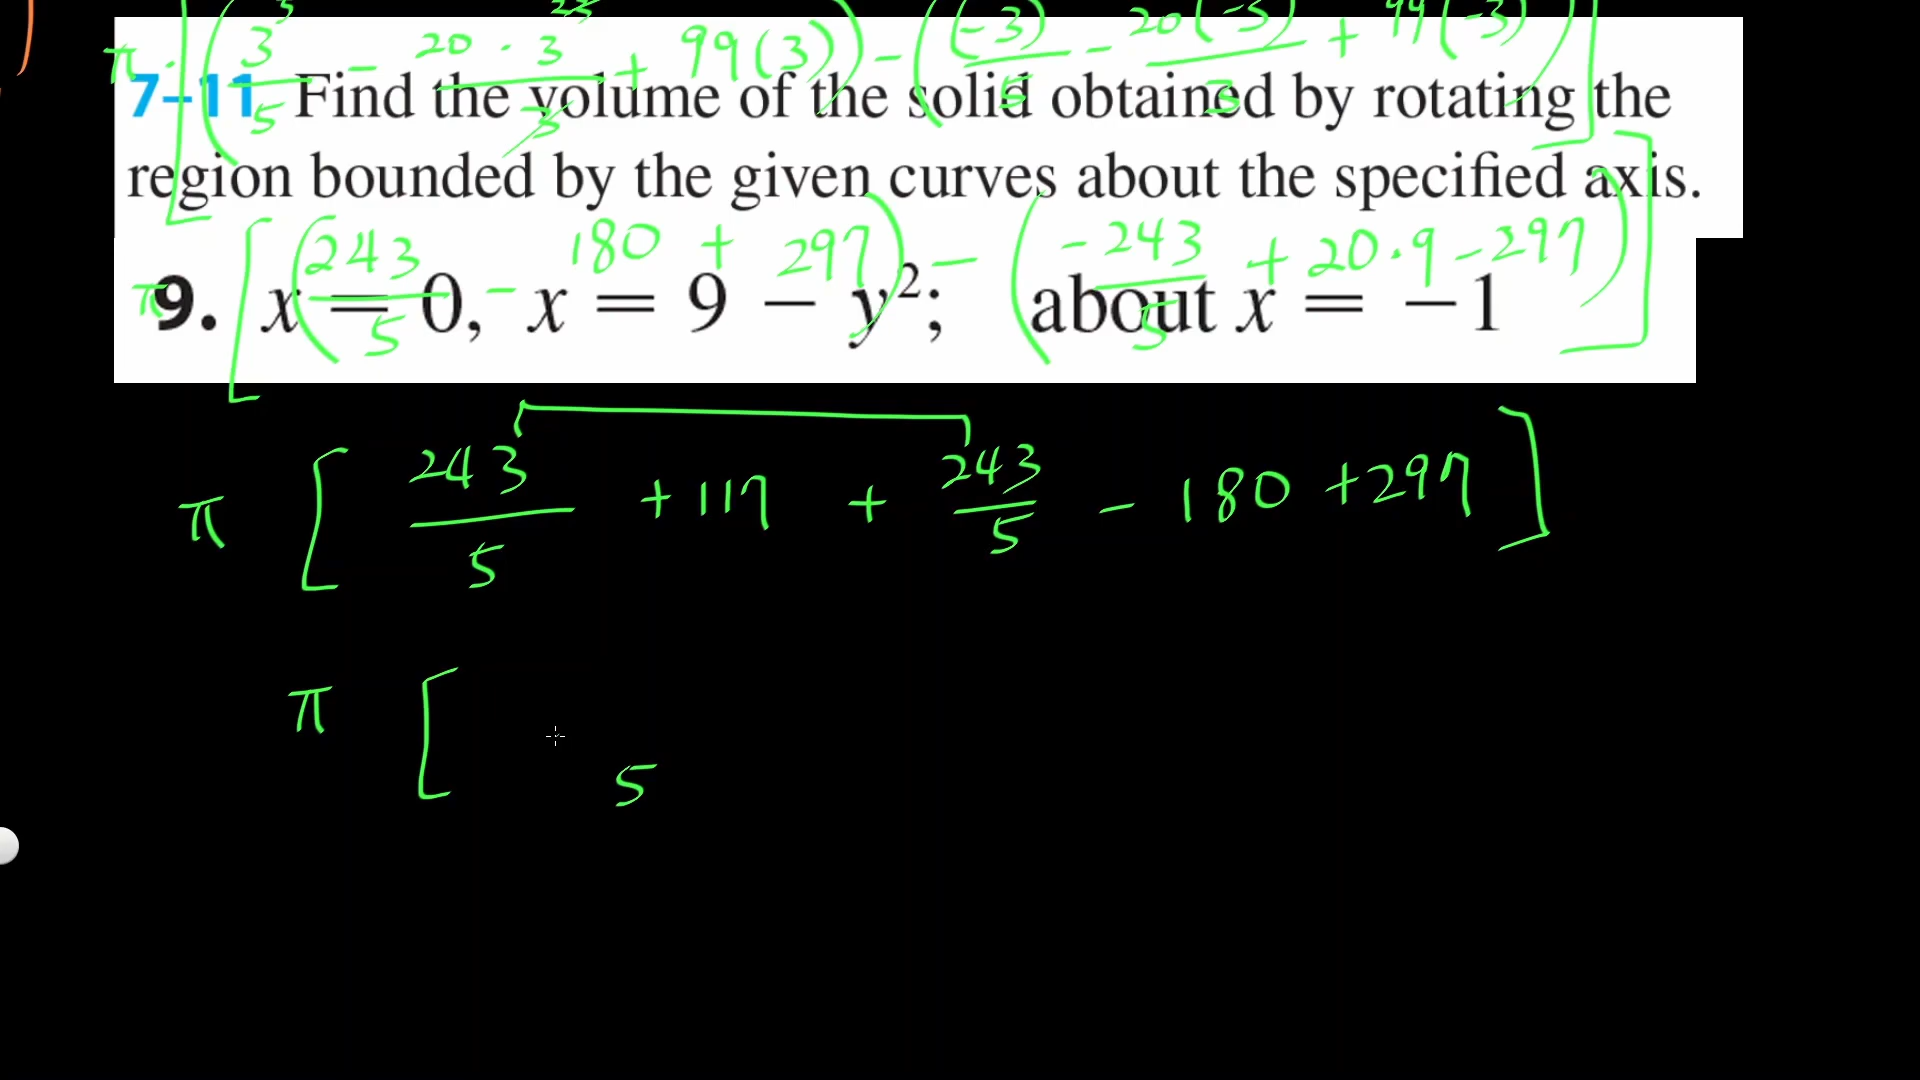 π · [ ( 3 / 5 - 20 · 3 / 3 + 99(3) ) - ( (-3) / 5 - 20(-3) / 3 + 99(-3) ) ]
7–11 Find the volume of the solid obtained by rotating the
region bounded by the given curves about the specified axis.
π [ ( 243 / 5 - 180 + 297 ) - ( -243 / 5 + 20·9 - 297 ) ]
9. x = 0, x = 9 − y²; about x = −1
π [ 243 / 5 + 117 + 243 / 5 - 180 + 297 ]
π [ 5